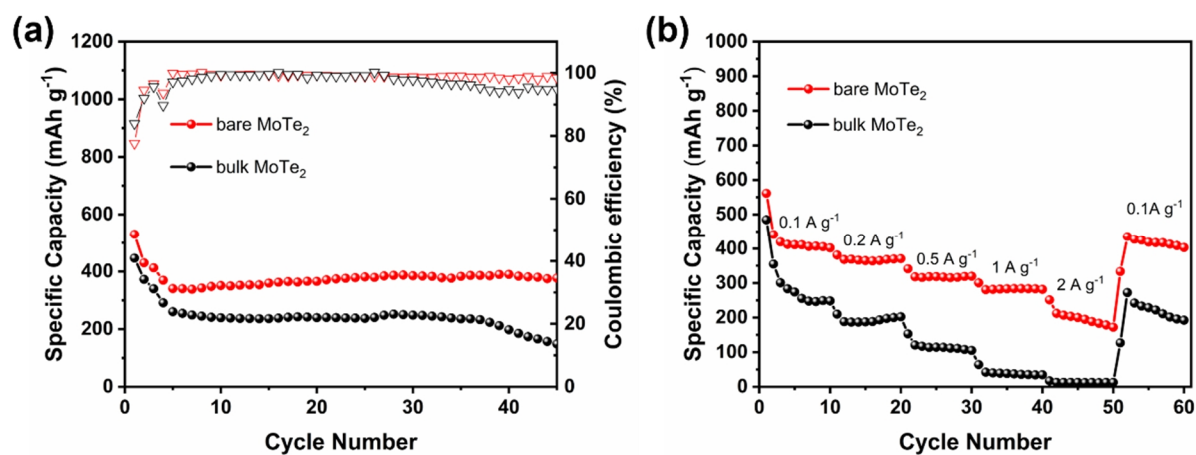 (a)
1200
1000
800
600
400
200
0
Specific Capacity (mAh g⁻¹)
bare MoTe₂
bulk MoTe₂
100
80
60
40
20
0
Coulombic efficiency (%)
0 10 20 30 40
Cycle Number
(b)
1000
900
800
700
600
500
400
300
200
100
0
Specific Capacity (mAh g⁻¹)
bare MoTe₂
bulk MoTe₂
0.1 A g⁻¹
0.2 A g⁻¹
0.5 A g⁻¹
1 A g⁻¹
2 A g⁻¹
0.1A g⁻¹
0 10 20 30 40 50 60
Cycle Number